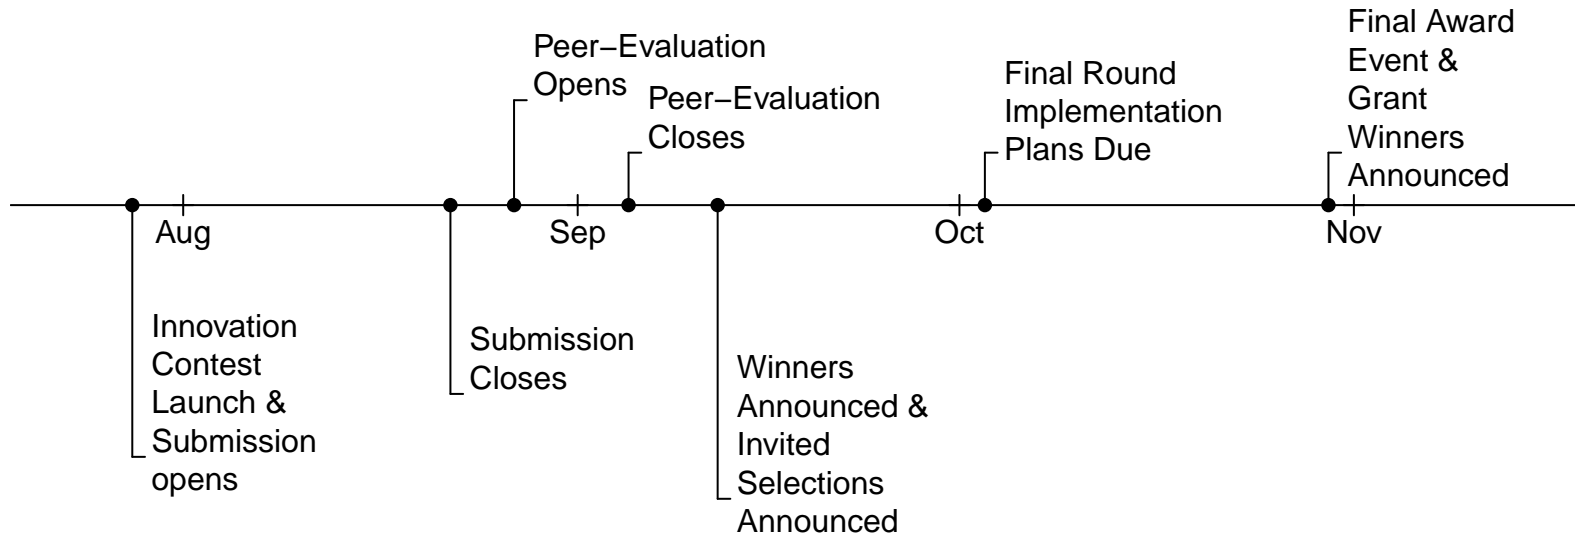 Peer−Evaluation
Opens
Peer−Evaluation
Closes
Final Round
Implementation
Plans Due
Final Award
Event &
Grant
Winners
Announced
Aug
Sep
Oct
Nov
Innovation
Contest
Launch &
Submission
opens
Submission
Closes
Winners
Announced &
Invited
Selections
Announced